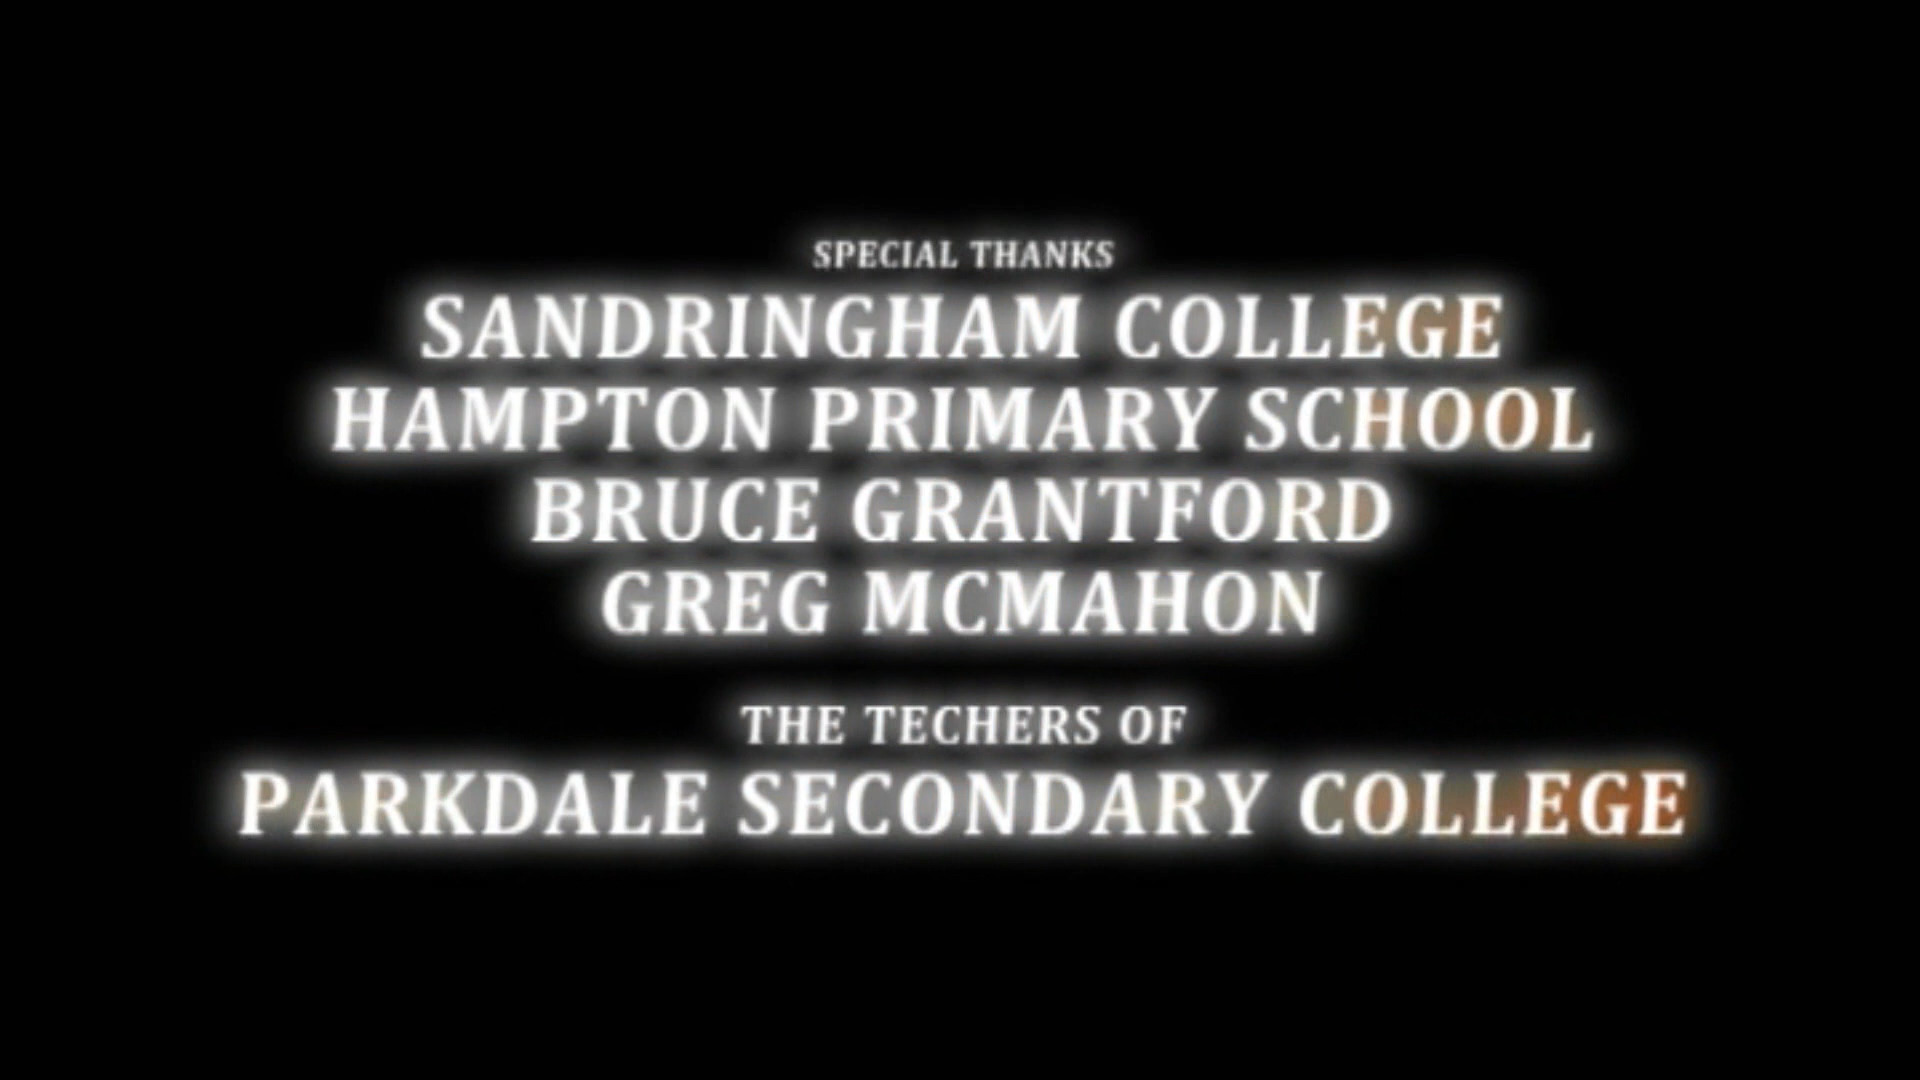 SPECIAL THANKS
SANDRINGHAM COLLEGE
HAMPTON PRIMARY SCHOOL
BRUCE GRANTFORD
GREG MCMAHON
THE TECHERS OF
PARKDALE SECONDARY COLLEGE